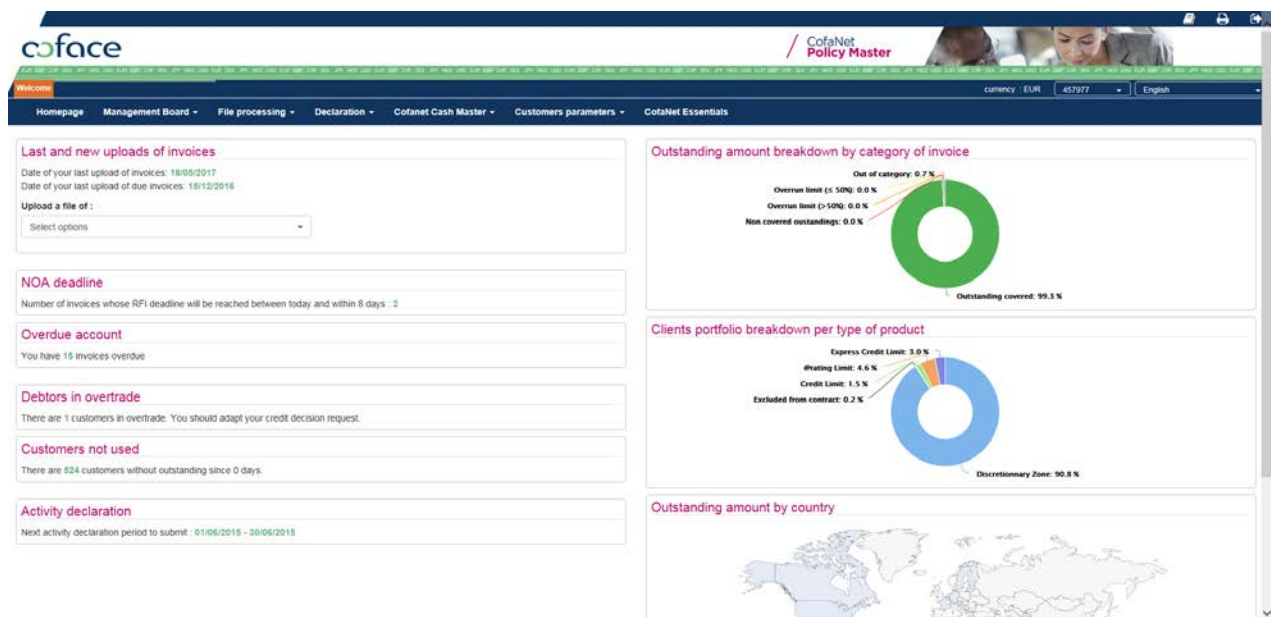 coface
CofaNet
Policy Master
Welcome
currency : EUR 457977 English
Homepage Management Board File processing Declaration Cofanet Cash Master Customers parameters CofaNet Essentials
Last and new uploads of invoices
Date of your last upload of invoices: 18/05/2017
Date of your last upload of due invoices: 15/12/2016
Upload a file of :
Select options
NOA deadline
Number of invoices whose RFI deadline will be reached between today and within 8 days : 2
Overdue account
You have 15 invoices overdue
Debtors in overtrade
There are 1 customers in overtrade. You should adapt your credit decision request.
Customers not used
There are 524 customers without outstanding since 0 days.
Activity declaration
Next activity declaration period to submit : 01/06/2015 - 30/06/2015
Outstanding amount breakdown by category of invoice
Out of category: 0.7 %
Overrun limit (≤ 50%): 0.0 %
Overrun limit (>50%): 0.0 %
Non covered oustandings: 0.0 %
Outstanding covered: 99.3 %
Clients portfolio breakdown per type of product
Express Credit Limit: 3.0 %
@rating Limit: 4.6 %
Credit Limit: 1.5 %
Excluded from contract: 0.2 %
Discretionnary Zone: 90.8 %
Outstanding amount by country